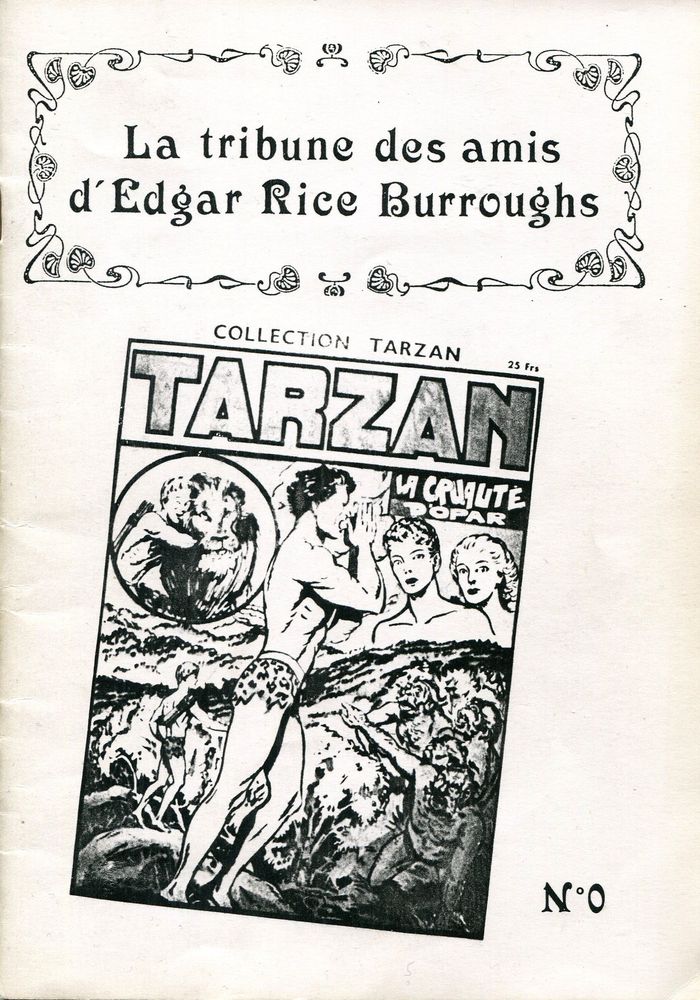 La tribune des amis
d'Edgar Rice Burroughs
COLLECTION TARZAN
25 Frs
TARZAN
LA CRUAUTÉ
D'OPAR
N°0